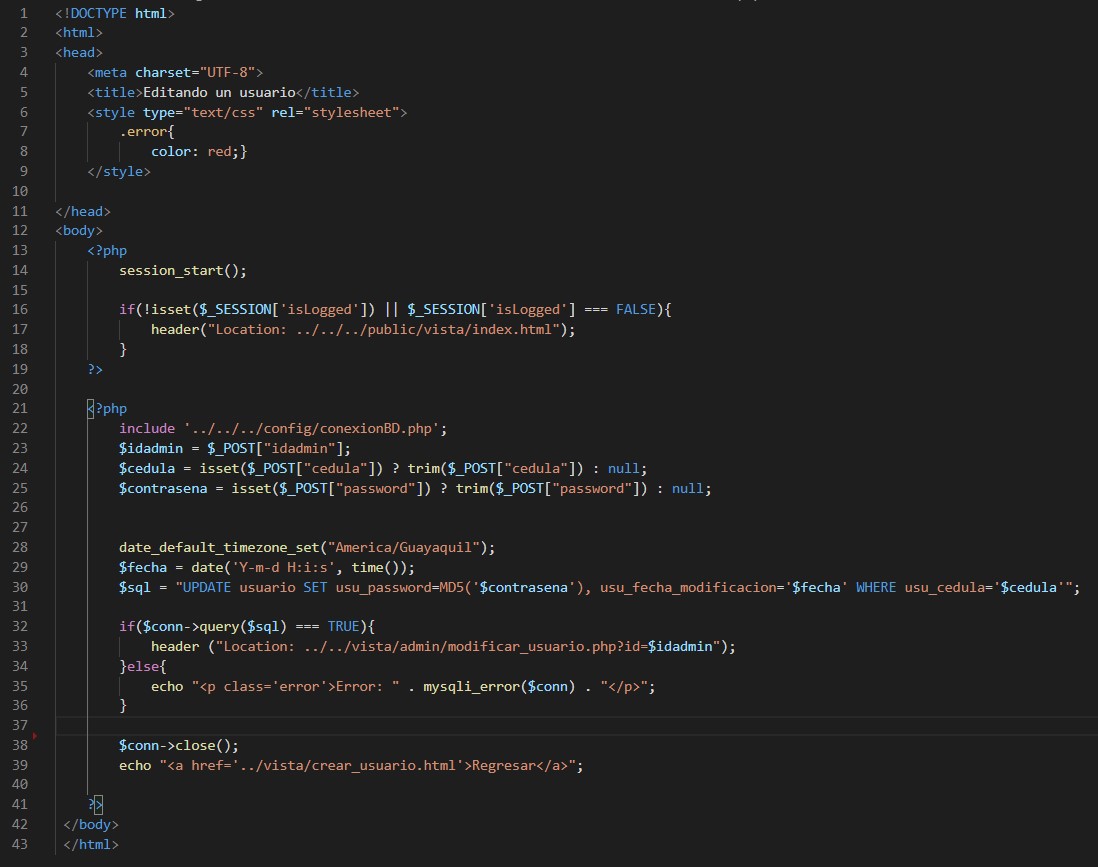 1 <!DOCTYPE html>
2 <html>
3 <head>
4 <meta charset="UTF-8">
5 <title>Editando un usuario</title>
6 <style type="text/css" rel="stylesheet">
7 .error{
8 color: red;}
9 </style>
10
11 </head>
12 <body>
13 <?php
14 session_start();
15
16 if(!isset($_SESSION['isLogged']) || $_SESSION['isLogged'] === FALSE){
17 header("Location: ../../../public/vista/index.html");
18 }
19 ?>
20
21 <?php
22 include '../../../config/conexionBD.php';
23 $idadmin = $_POST["idadmin"];
24 $cedula = isset($_POST["cedula"]) ? trim($_POST["cedula"]) : null;
25 $contrasena = isset($_POST["password"]) ? trim($_POST["password"]) : null;
26
27
28 date_default_timezone_set("America/Guayaquil");
29 $fecha = date('Y-m-d H:i:s', time());
30 $sql = "UPDATE usuario SET usu_password=MD5('$contrasena'), usu_fecha_modificacion='$fecha' WHERE usu_cedula='$cedula'";
31
32 if($conn->query($sql) === TRUE){
33 header ("Location: ../../vista/admin/modificar_usuario.php?id=$idadmin");
34 }else{
35 echo "<p class='error'>Error: " . mysqli_error($conn) . "</p>";
36 }
37
38 $conn->close();
39 echo "<a href='../vista/crear_usuario.html'>Regresar</a>";
40
41 ?>
42 </body>
43 </html>